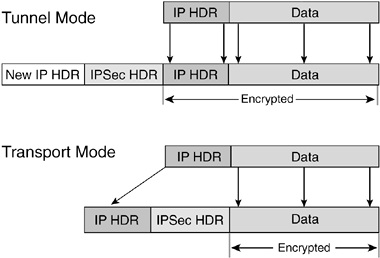 Tunnel Mode
IP HDR Data
New IP HDR IPSec HDR IP HDR Data
Encrypted
Transport Mode
IP HDR Data
IP HDR IPSec HDR Data
Encrypted